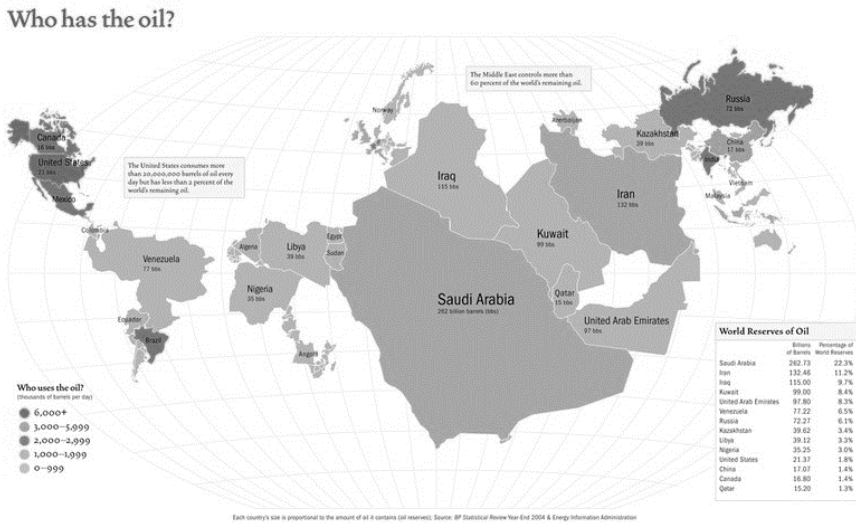 Who has the oil?
The Middle East controls more than
60 percent of the world's remaining oil.
Norway
Russia
72 bbs
Canada
16 bbs
Azerbaijan
Kazakhstan
39 bbs
China
17 bbs
United States
21 bbs
The United States consumes more
than 20,000,000 barrels of oil every
day but has less than 2 percent of the
world's remaining oil.
India
Iraq
115 bbs
Iran
132 bbs
Vietnam
Malaysia
Mexico
Colombia
Kuwait
99 bbs
Egypt
Algeria
Libya
39 bbs
Sudan
Venezuela
77 bbs
Nigeria
35 bbs
Saudi Arabia
262 billion barrels (bbs)
Qatar
15 bbs
United Arab Emirates
97 bbs
Ecuador
Brazil
Angola
Who uses the oil?
(thousands of barrels per day)
6,000+
3,000–5,999
2,000–2,999
1,000–1,999
0–999
World Reserves of Oil
Billions of Barrels Percentage of World Reserves
Saudi Arabia 262.73 22.3%
Iran 132.46 11.2%
Iraq 115.00 9.7%
Kuwait 99.00 8.4%
United Arab Emirates 97.80 8.3%
Venezuela 77.22 6.5%
Russia 72.27 6.1%
Kazakhstan 39.62 3.4%
Libya 39.12 3.3%
Nigeria 35.25 3.0%
United States 21.37 1.8%
China 17.07 1.4%
Canada 16.80 1.4%
Qatar 15.20 1.3%
Each country's size is proportional to the amount of oil it contains (oil reserves); Source: BP Statistical Review Year-End 2004 & Energy Information Administration